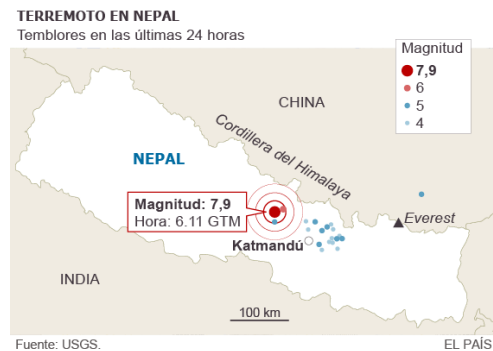 TERREMOTO EN NEPAL
Temblores en las últimas 24 horas
Magnitud
7,9
6
5
4
CHINA
Cordillera del Himalaya
NEPAL
Magnitud: 7,9
Hora: 6.11 GTM
Everest
Katmandú
INDIA
100 km
Fuente: USGS.
EL PAÍS